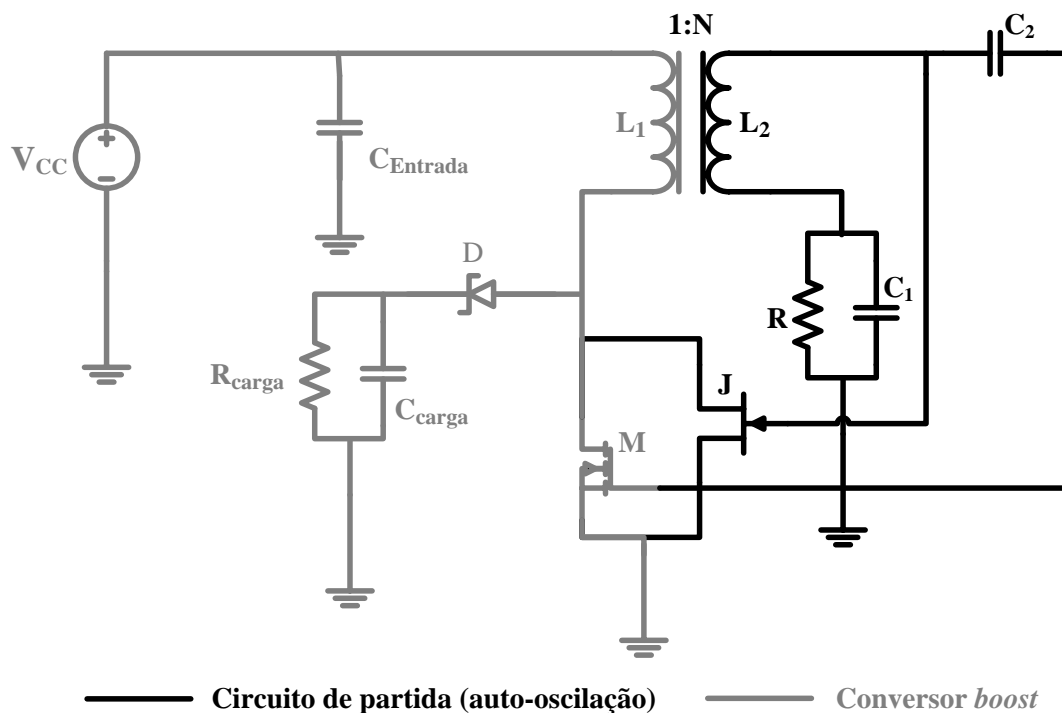 1:N
C2
L1
L2
VCC
+
−
CEntrada
D
Rcarga
Ccarga
R
C1
J
M
Circuito de partida (auto-oscilação)
Conversor boost